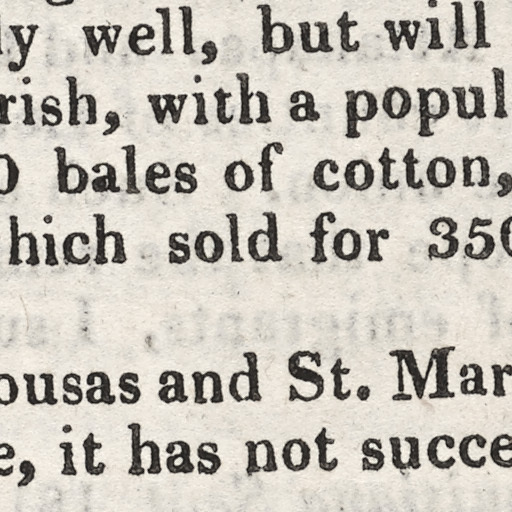 ly well, but will
rish, with a popul
0 bales of cotton,
hich sold for 350
ousas and St. Mar
e, it has not succe